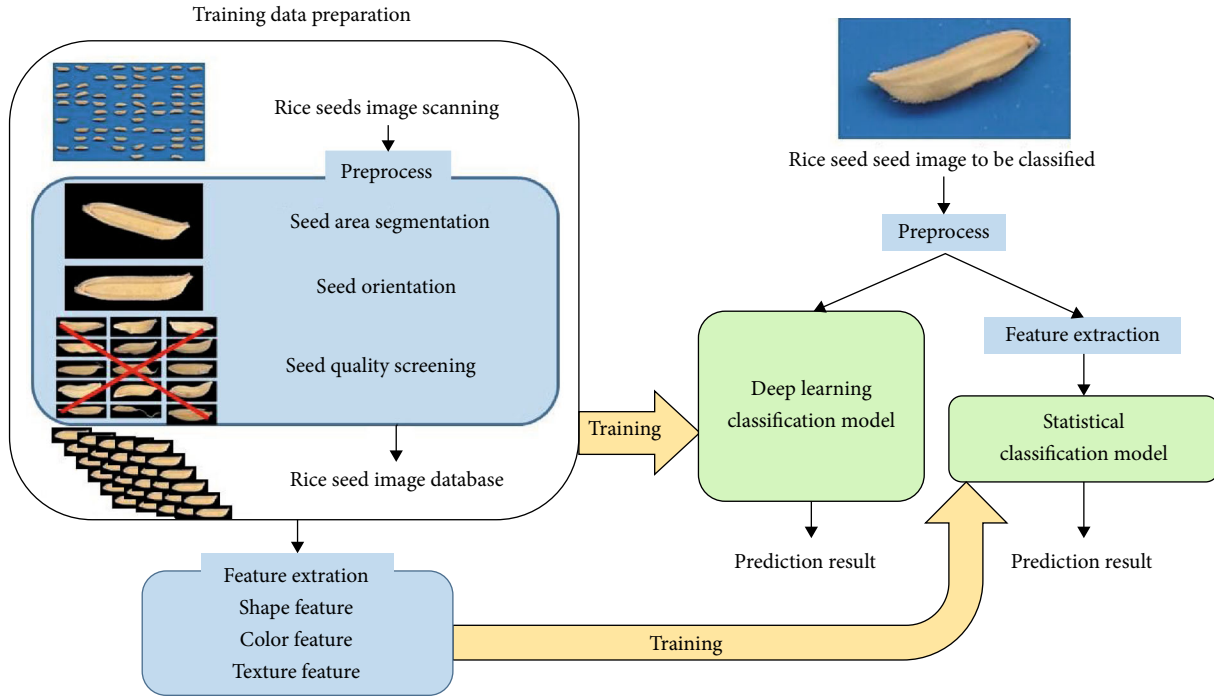 Training data preparation
Rice seeds image scanning
Preprocess
Seed area segmentation
Seed orientation
Seed quality screening
Rice seed image database
Feature extration
Shape feature
Color feature
Texture feature
Training
Training
Rice seed seed image to be classified
Preprocess
Deep learning
classification model
Prediction result
Feature extraction
Statistical
classification model
Prediction result